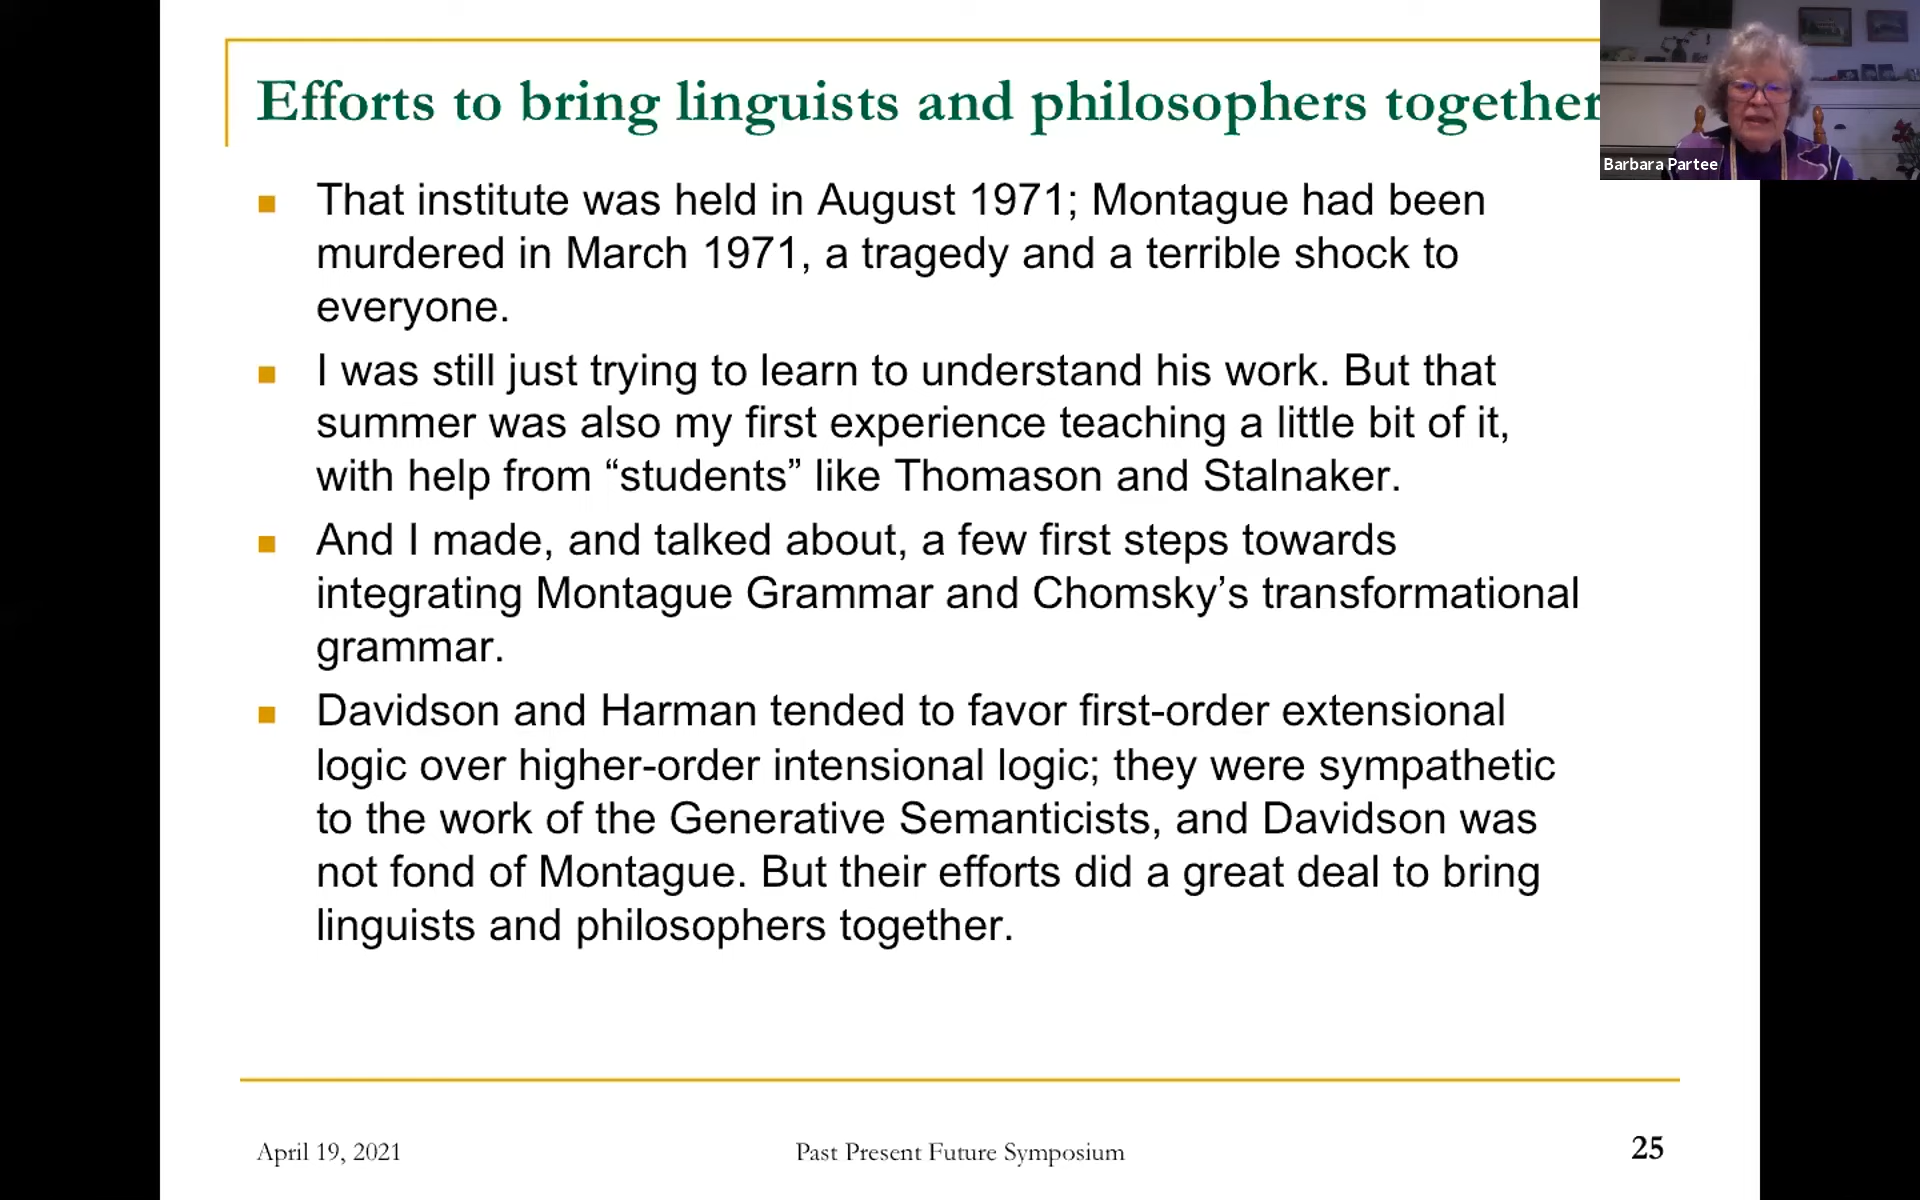 Efforts to bring linguists and philosophers together
Barbara Partee
That institute was held in August 1971; Montague had been
murdered in March 1971, a tragedy and a terrible shock to
everyone.
I was still just trying to learn to understand his work. But that
summer was also my first experience teaching a little bit of it,
with help from “students” like Thomason and Stalnaker.
And I made, and talked about, a few first steps towards
integrating Montague Grammar and Chomsky’s transformational
grammar.
Davidson and Harman tended to favor first-order extensional
logic over higher-order intensional logic; they were sympathetic
to the work of the Generative Semanticists, and Davidson was
not fond of Montague. But their efforts did a great deal to bring
linguists and philosophers together.
April 19, 2021
Past Present Future Symposium
25